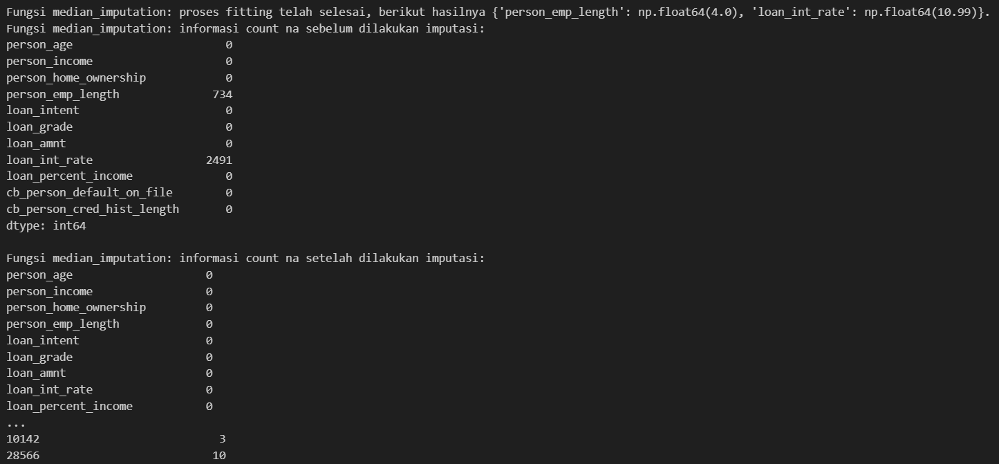 Fungsi median_imputation: proses fitting telah selesai, berikut hasilnya {'person_emp_length': np.float64(4.0), 'loan_int_rate': np.float64(10.99)}.
Fungsi median_imputation: informasi count na sebelum dilakukan imputasi:
person_age                       0
person_income                    0
person_home_ownership            0
person_emp_length              734
loan_intent                      0
loan_grade                       0
loan_amnt                        0
loan_int_rate                 2491
loan_percent_income              0
cb_person_default_on_file        0
cb_person_cred_hist_length       0
dtype: int64

Fungsi median_imputation: informasi count na setelah dilakukan imputasi:
person_age                    0
person_income                 0
person_home_ownership         0
person_emp_length             0
loan_intent                   0
loan_grade                    0
loan_amnt                     0
loan_int_rate                 0
loan_percent_income           0
...
10142                           3
28566                          10